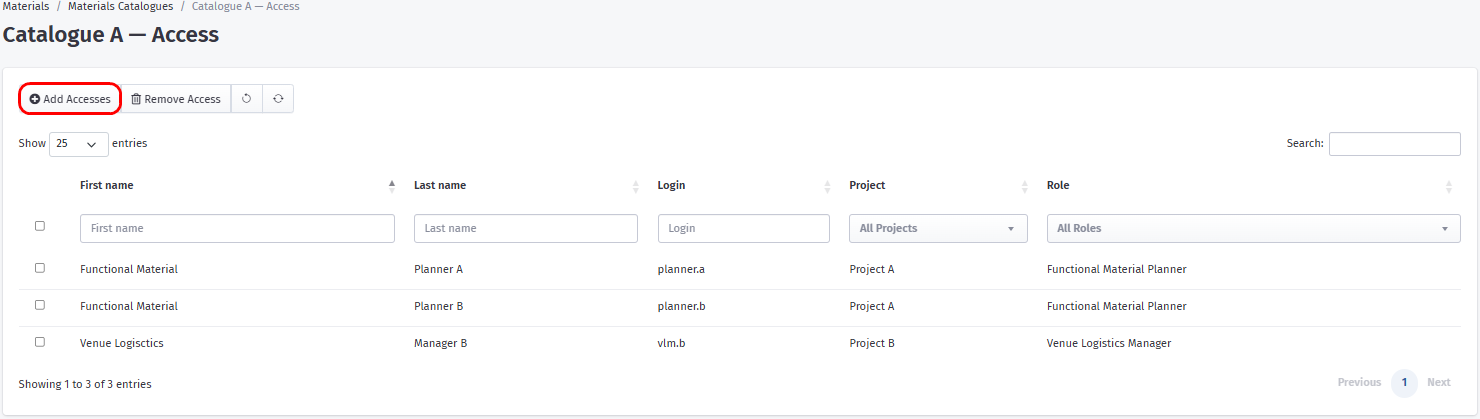 Materials / Materials Catalogues / Catalogue A — Access
Catalogue A — Access
Add Accesses Remove Access
Show 25 entries Search:
First name Last name Login Project Role
First name Last name Login All Projects All Roles
Functional Material Planner A planner.a Project A Functional Material Planner
Functional Material Planner B planner.b Project A Functional Material Planner
Venue Logisctics Manager B vlm.b Project B Venue Logistics Manager
Showing 1 to 3 of 3 entries Previous 1 Next